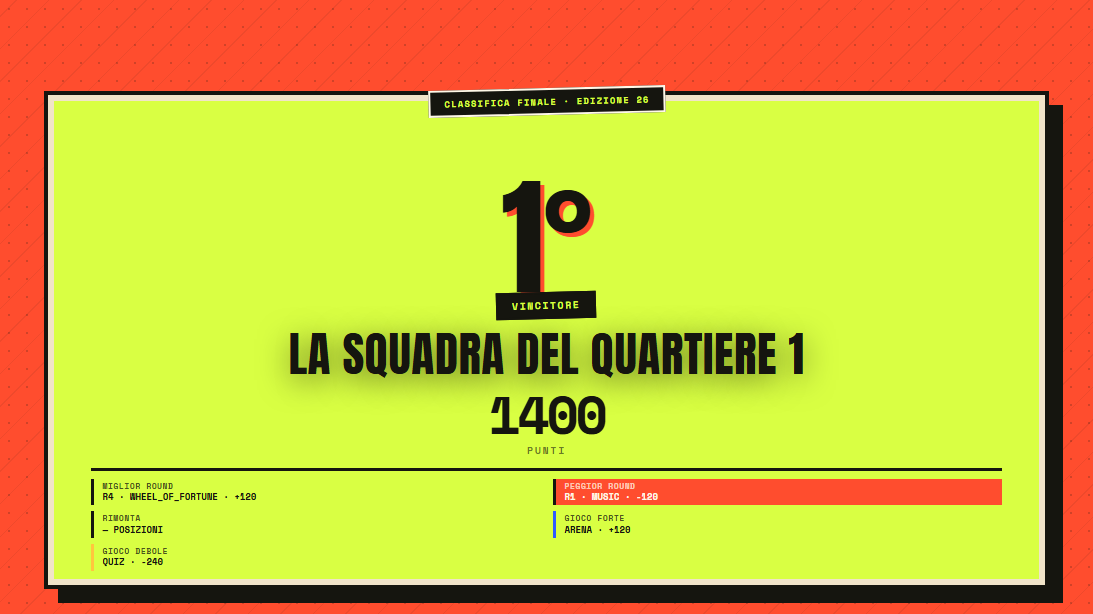 CLASSIFICA FINALE · EDIZIONE 26
1º
VINCITORE
LA SQUADRA DEL QUARTIERE 1
1400
PUNTI
MIGLIOR ROUND
R4 · WHEEL_OF_FORTUNE · +120
PEGGIOR ROUND
R1 · MUSIC · -120
RIMONTA
— POSIZIONI
GIOCO FORTE
ARENA · +120
GIOCO DEBOLE
QUIZ · -240